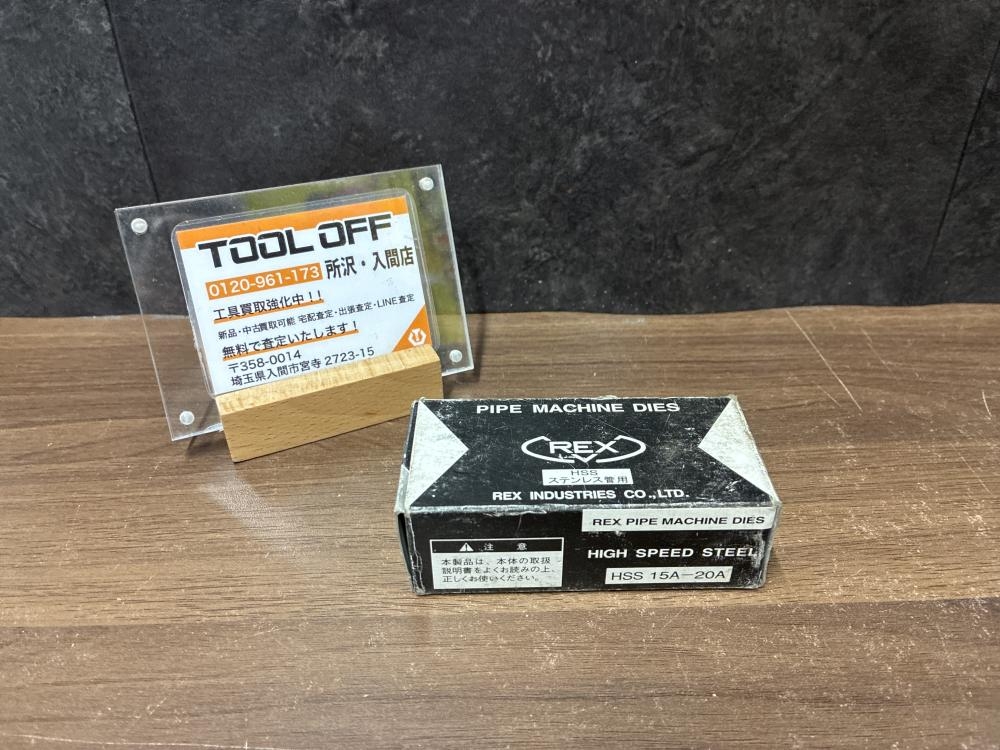 TOOL OFF
0120-961-173 所沢・入間店
工具買取強化中！！
新品・中古買取可能 宅配査定・出張査定・LINE査定
無料で査定いたします！
〒358-0014
埼玉県入間市宮寺2723-15
PIPE MACHINE DIES
REX
HSS
ステンレス管用
REX INDUSTRIES CO.,LTD.
REX PIPE MACHINE DIES
注 意
本製品は、本体の取扱
説明書をよくお読みの上、
正しくお使いください。
HIGH SPEED STEEL
HSS 15A－20A